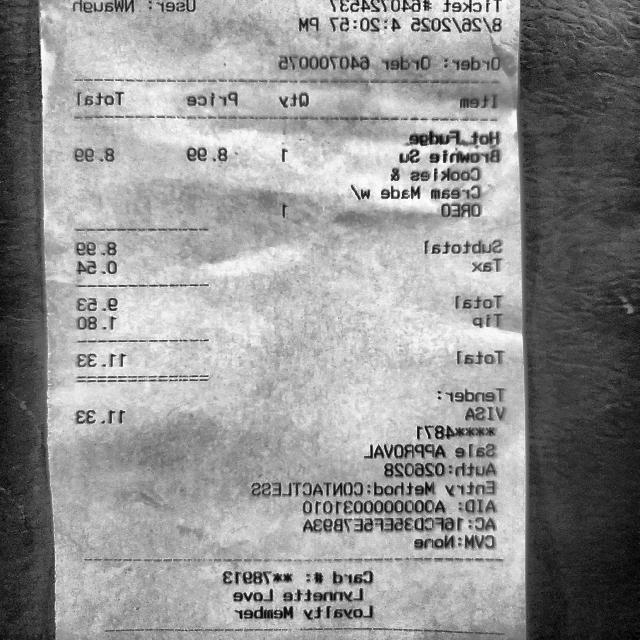 Ticket #640724537 User: NWaugh
8/26/2025 4:20:57 PM
Order: Order 640700075
Item Qty Price Total
Hot Fudge
Brownie Su 1 8.99 8.99
Cookies &
Cream Made w/
OREO 1
Subtotal 8.99
Tax 0.54
Total 9.53
Tip 1.80
Total 11.33
Tender:
VISA 11.33
****4871
Sale APPROVAL
Auth:026028
Entry Method:CONTACTLESS
AID: A0000000031010
AC:16FCD35EF5E7B93A
CVM:None
Card #: **78913
Lynnette Love
Loyalty Member